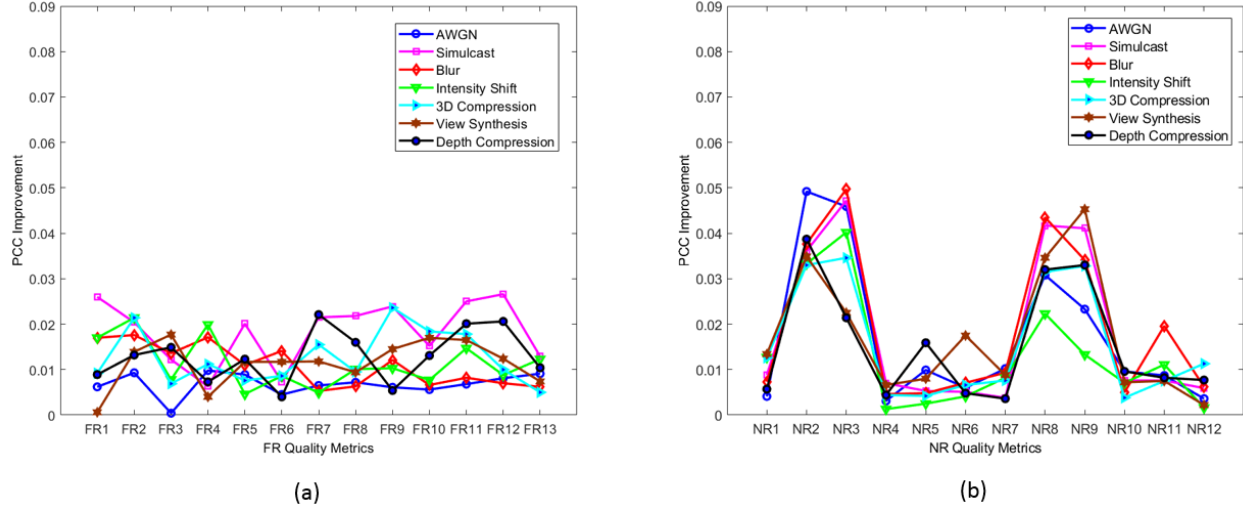 0.09
0.08
0.07
0.06
0.05
0.04
0.03
0.02
0.01
0
PCC Improvement
AWGN
Simulcast
Blur
Intensity Shift
3D Compression
View Synthesis
Depth Compression
FR1 FR2 FR3 FR4 FR5 FR6 FR7 FR8 FR9 FR10 FR11 FR12 FR13
FR Quality Metrics
(a)
0.09
0.08
0.07
0.06
0.05
0.04
0.03
0.02
0.01
0
PCC Improvement
AWGN
Simulcast
Blur
Intensity Shift
3D Compression
View Synthesis
Depth Compression
NR1 NR2 NR3 NR4 NR5 NR6 NR7 NR8 NR9 NR10 NR11 NR12
NR Quality Metrics
(b)